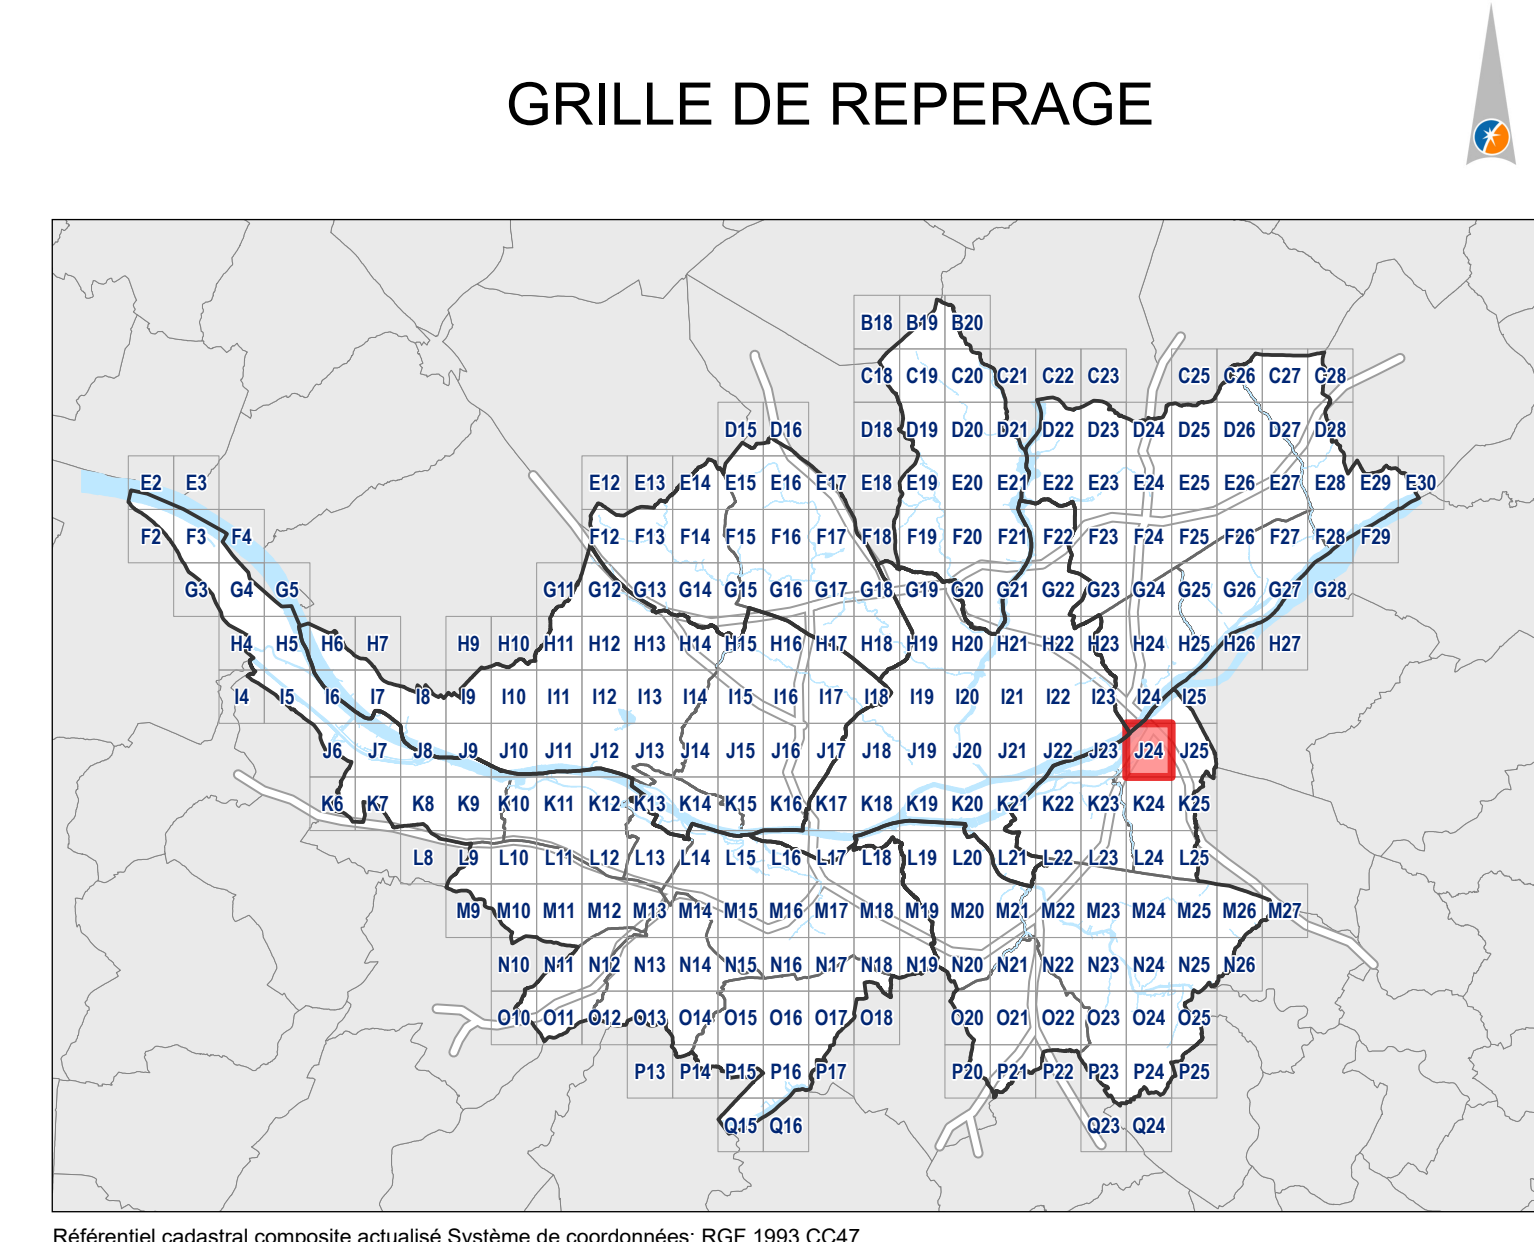 GRILLE DE REPERAGE
B18 B19 B20
C18 C19 C20 C21 C22 C23 C25 C26 C27 C28
D15 D16 D18 D19 D20 D21 D22 D23 D24 D25 D26 D27 D28
E2 E3 E12 E13 E14 E15 E16 E17 E18 E19 E20 E21 E22 E23 E24 E25 E26 E27 E28 E29 E30
F2 F3 F4 F12 F13 F14 F15 F16 F17 F18 F19 F20 F21 F22 F23 F24 F25 F26 F27 F28 F29
G3 G4 G5 G11 G12 G13 G14 G15 G16 G17 G18 G19 G20 G21 G22 G23 G24 G25 G26 G27 G28
H4 H5 H6 H7 H9 H10 H11 H12 H13 H14 H15 H16 H17 H18 H19 H20 H21 H22 H23 H24 H25 H26 H27
I4 I5 I6 I7 I8 I9 I10 I11 I12 I13 I14 I15 I16 I17 I18 I19 I20 I21 I22 I23 I24 I25
J6 J7 J8 J9 J10 J11 J12 J13 J14 J15 J16 J17 J18 J19 J20 J21 J22 J23 J24 J25
K6 K7 K8 K9 K10 K11 K12 K13 K14 K15 K16 K17 K18 K19 K20 K21 K22 K23 K24 K25
L8 L9 L10 L11 L12 L13 L14 L15 L16 L17 L18 L19 L20 L21 L22 L23 L24 L25
M9 M10 M11 M12 M13 M14 M15 M16 M17 M18 M19 M20 M21 M22 M23 M24 M25 M26 M27
N10 N11 N12 N13 N14 N15 N16 N17 N18 N19 N20 N21 N22 N23 N24 N25 N26
O10 O11 O12 O13 O14 O15 O16 O17 O18 O20 O21 O22 O23 O24 O25
P13 P14 P15 P16 P17 P20 P21 P22 P23 P24 P25
Q15 Q16 Q23 Q24
Référentiel cadastral composite actualisé Système de coordonnées: RGF 1993 CC47